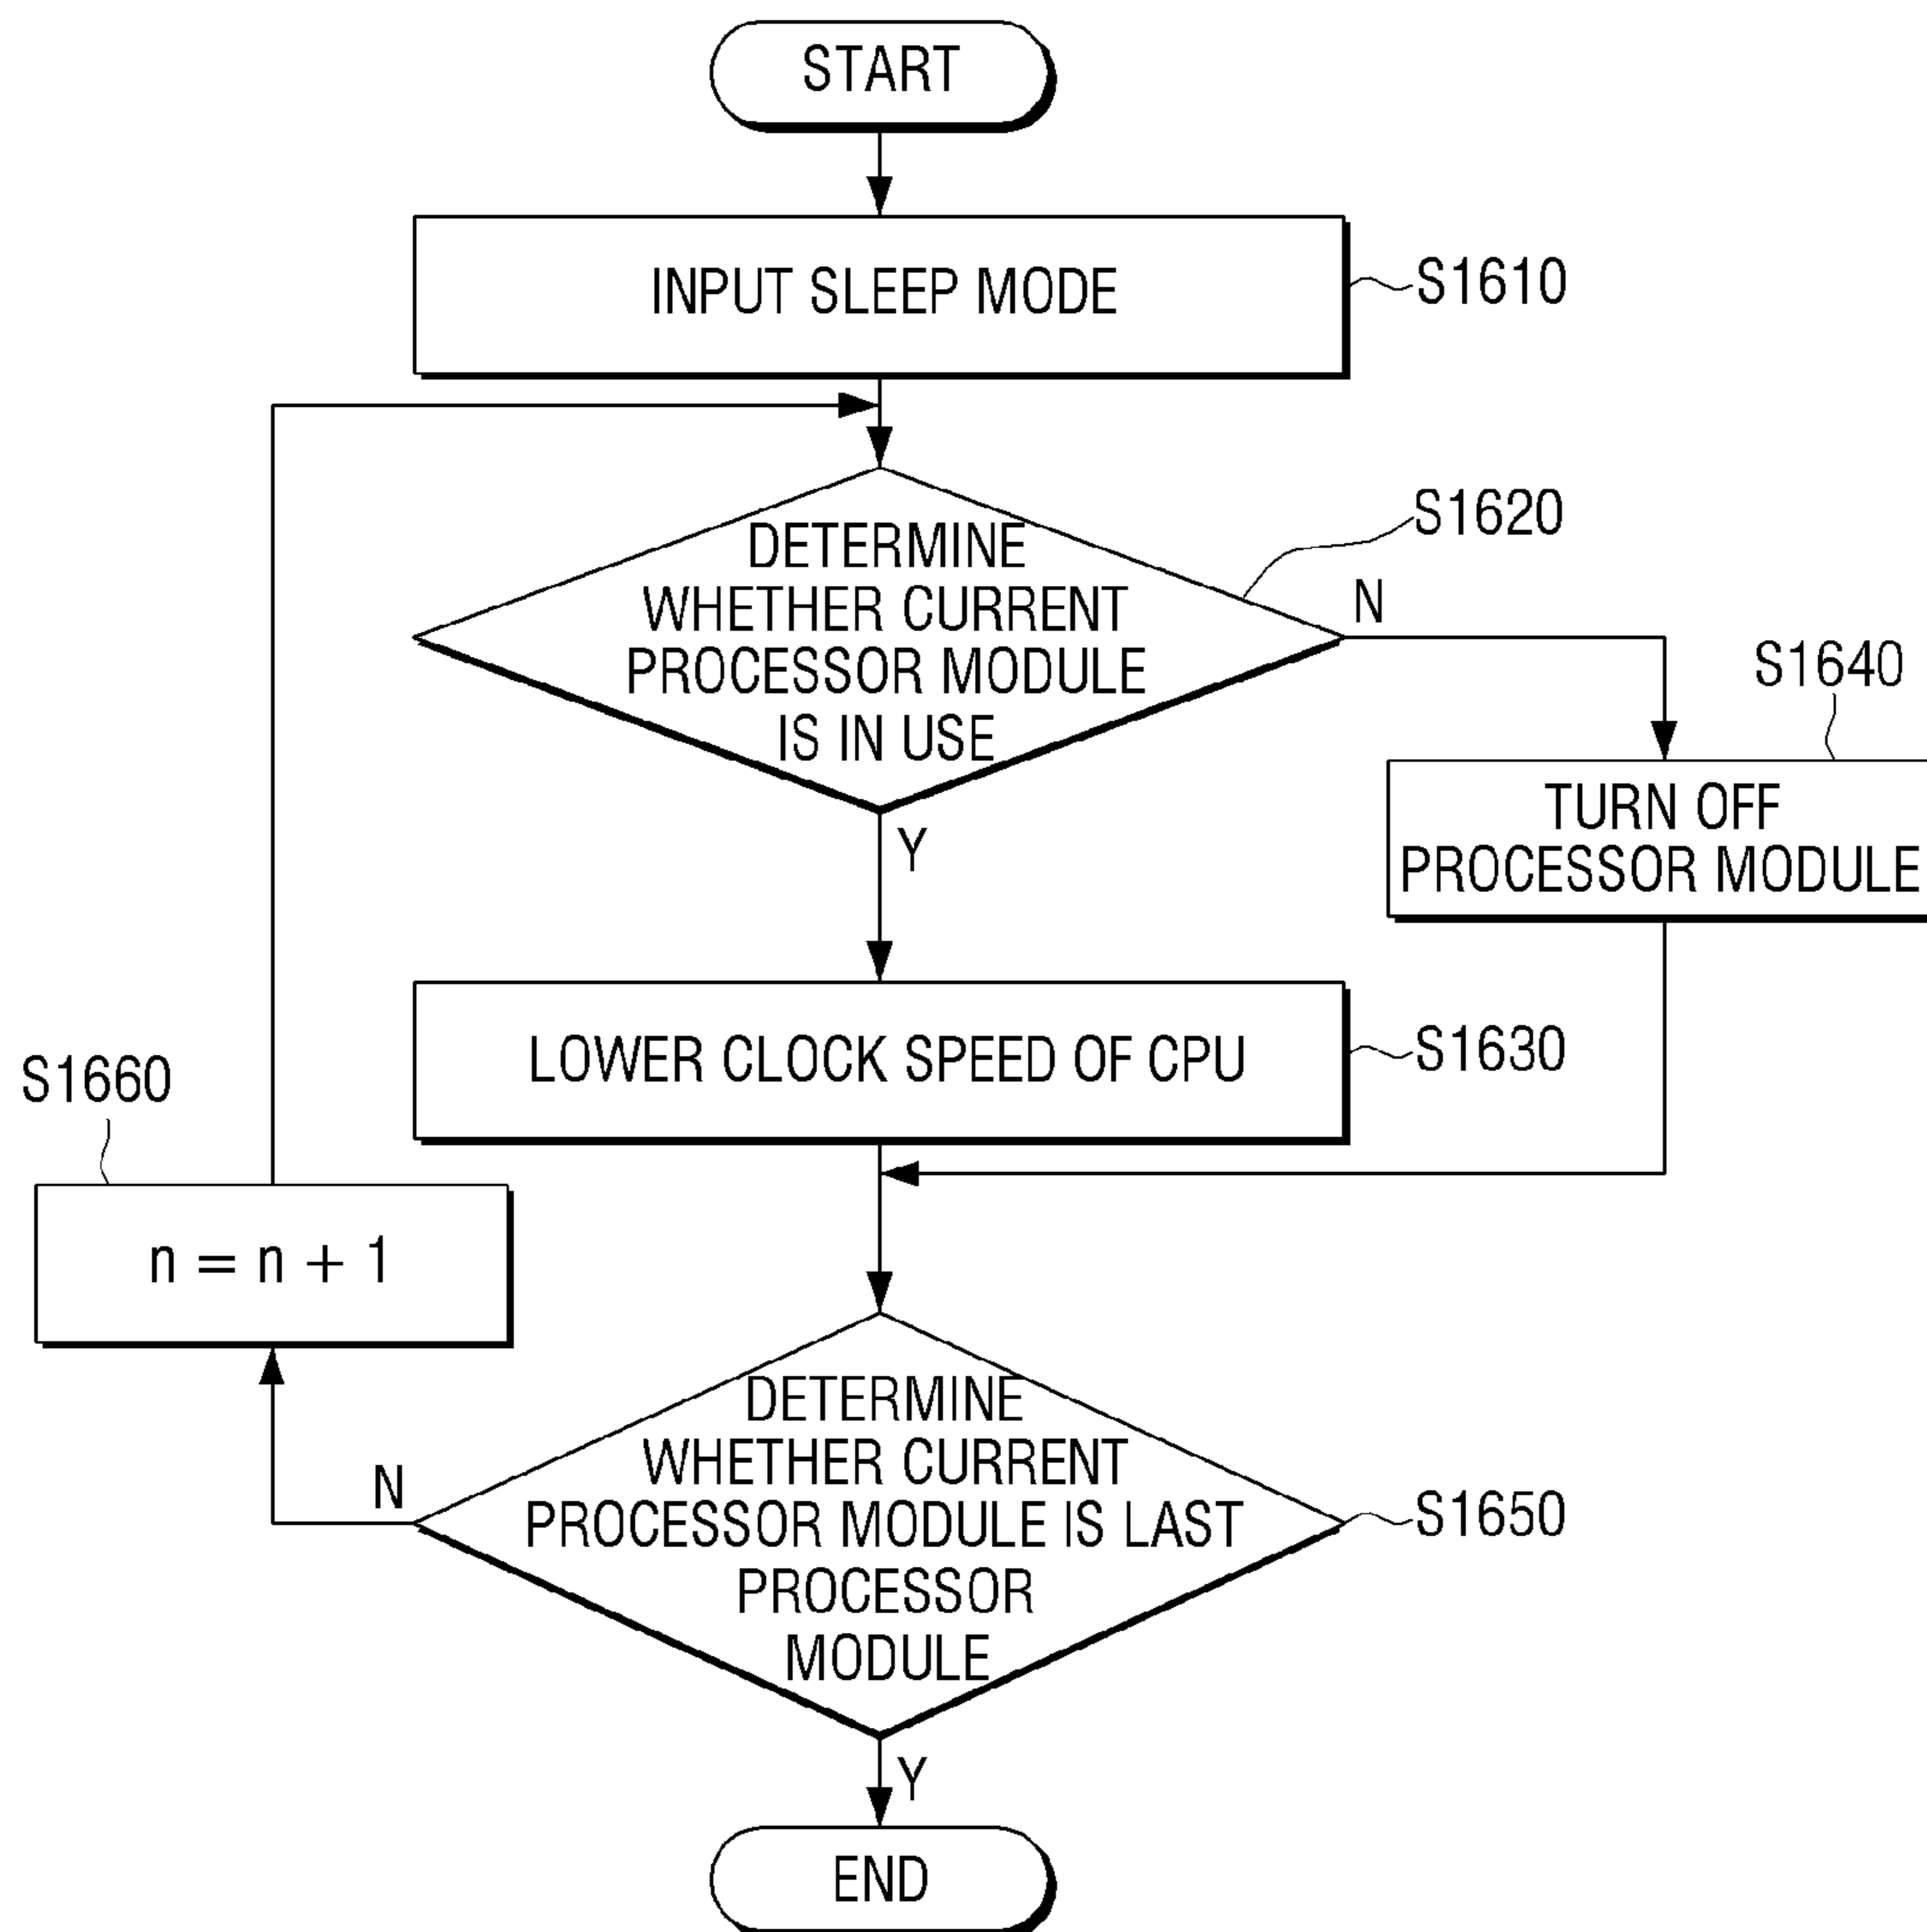 START
INPUT SLEEP MODE
S1610
DETERMINE
WHETHER CURRENT
PROCESSOR MODULE
IS IN USE
S1620
N
Y
S1640
TURN OFF
PROCESSOR MODULE
LOWER CLOCK SPEED OF CPU
S1630
S1660
n = n + 1
DETERMINE
WHETHER CURRENT
PROCESSOR MODULE IS LAST
PROCESSOR
MODULE
N
S1650
Y
END